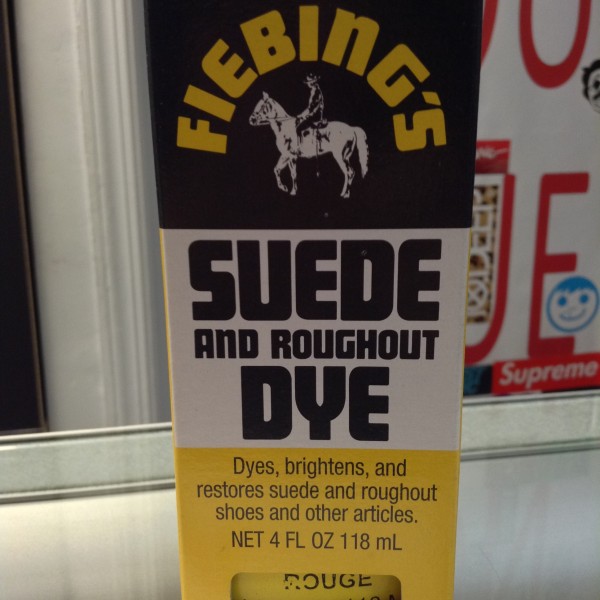 FIEBING'S
SUEDE
AND ROUGHOUT
DYE
Dyes, brightens, and
restores suede and roughout
shoes and other articles.
NET 4 FL OZ 118 mL
ROUGE
Supreme